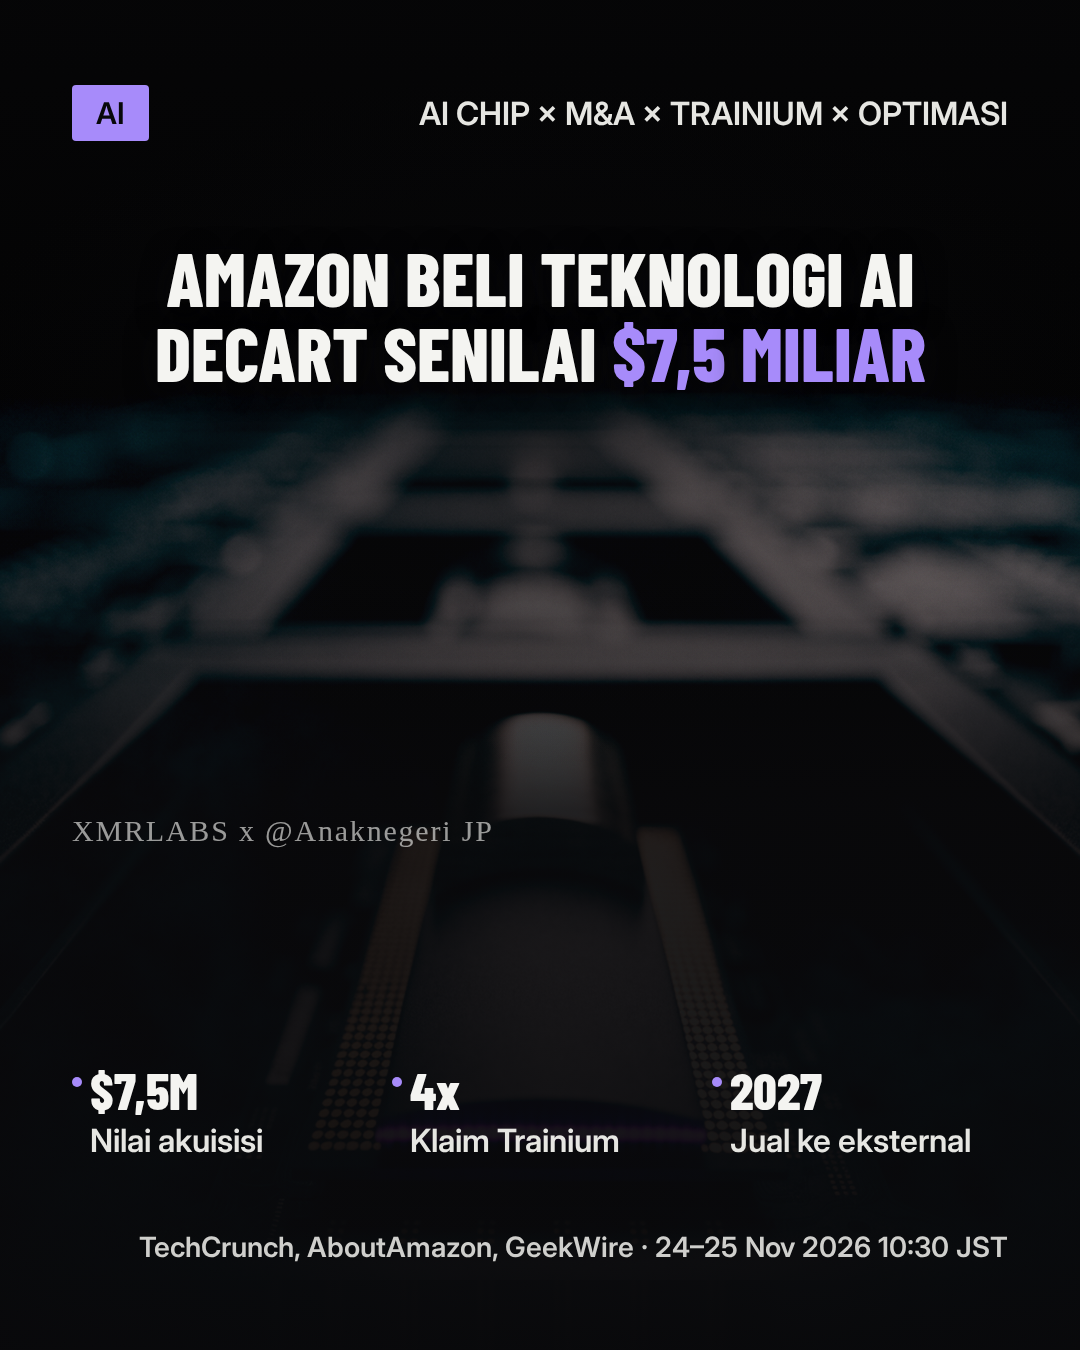 AI
AI CHIP × M&A × TRAINIUM × OPTIMASI
AMAZON BELI TEKNOLOGI AI
DECART SENILAI $7,5 MILIAR
XMRLABS x @Anaknegeri JP
$7,5M
Nilai akuisisi
4x
Klaim Trainium
2027
Jual ke eksternal
TechCrunch, AboutAmazon, GeekWire · 24–25 Nov 2026 10:30 JST